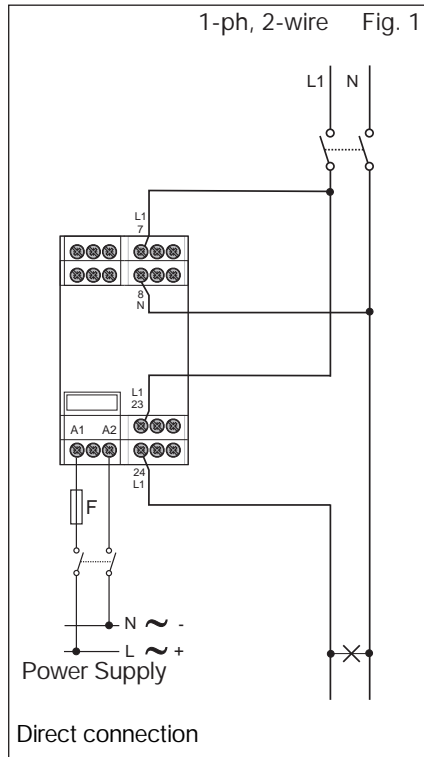 1-ph, 2-wire Fig. 1
L1 N
L1
7
8
N
L1
23
A1 A2
24
L1
F
N ~ -
L ~ +
Power Supply
Direct connection